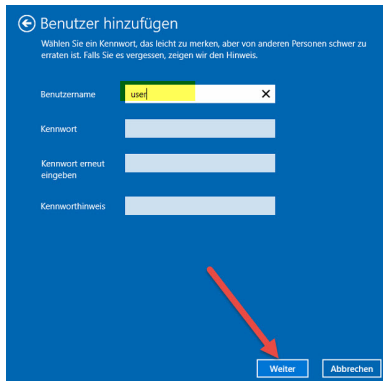 Benutzer hinzufügen
Wählen Sie ein Kennwort, das leicht zu merken, aber von anderen Personen schwer zu
erraten ist. Falls Sie es vergessen, zeigen wir den Hinweis.
Benutzername user
Kennwort
Kennwort erneut
eingeben
Kennworthinweis
Weiter Abbrechen